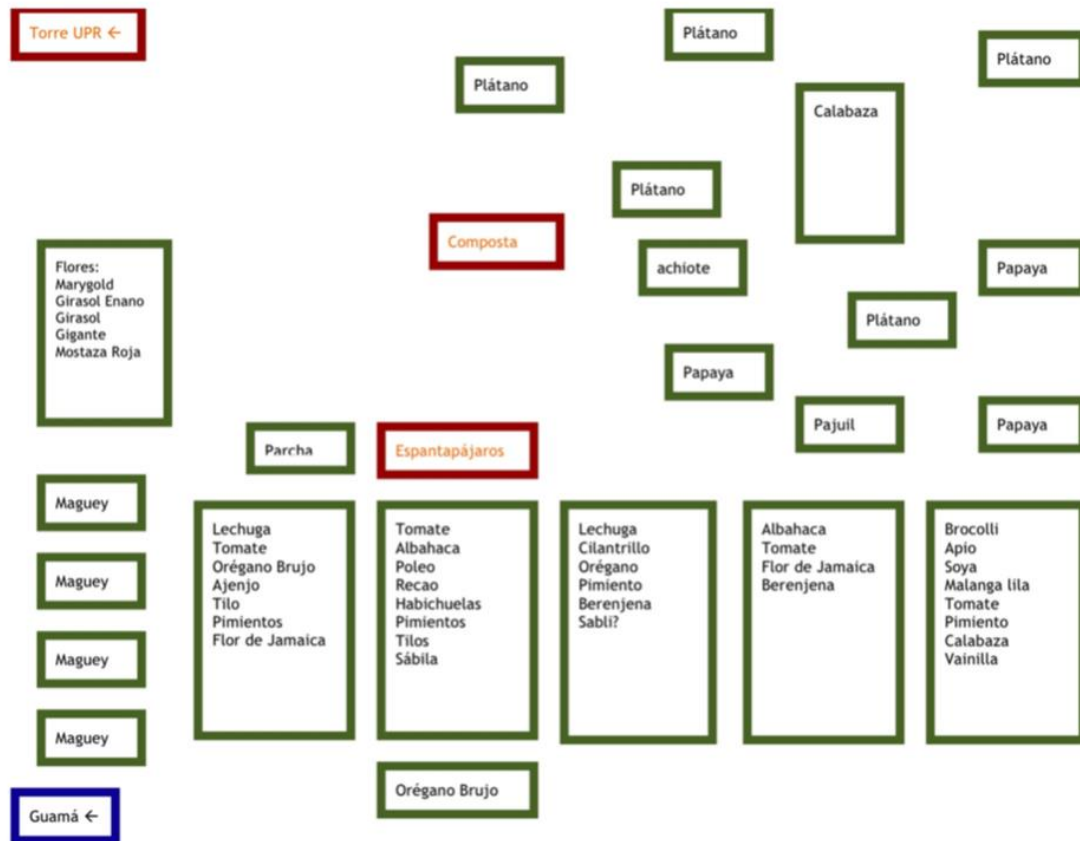 Torre UPR ←
Plátano
Plátano
Plátano
Calabaza
Plátano
Composta
achiote
Papaya
Flores:
Marygold
Girasol Enano
Girasol
Gigante
Mostaza Roja
Plátano
Papaya
Pajuil
Papaya
Parcha
Espantapájaros
Maguey
Maguey
Maguey
Maguey
Lechuga
Tomate
Orégano Brujo
Ajenjo
Tilo
Pimientos
Flor de Jamaica
Tomate
Albahaca
Poleo
Recao
Habichuelas
Pimientos
Tilos
Sábila
Lechuga
Cilantrillo
Orégano
Pimiento
Berenjena
Sabli?
Albahaca
Tomate
Flor de Jamaica
Berenjena
Brocolli
Apio
Soya
Malanga lila
Tomate
Pimiento
Calabaza
Vainilla
Orégano Brujo
Guamá ←